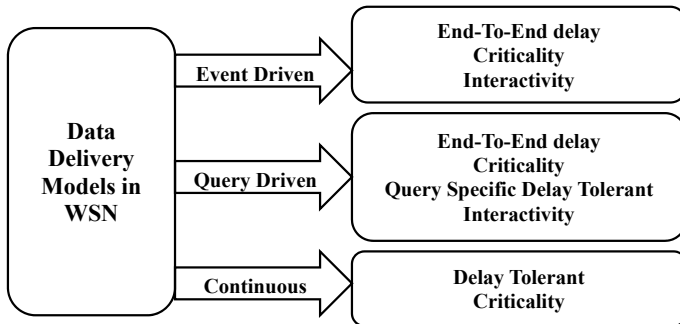 Data
Delivery
Models in
WSN
Event Driven
End-To-End delay
Criticality
Interactivity
Query Driven
End-To-End delay
Criticality
Query Specific Delay Tolerant
Interactivity
Continuous
Delay Tolerant
Criticality